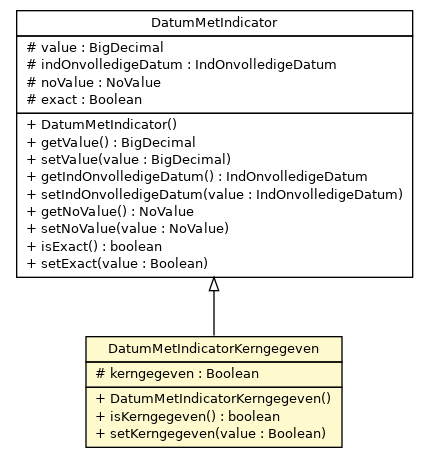 DatumMetIndicator
# value : BigDecimal
# indOnvolledigeDatum : IndOnvolledigeDatum
# noValue : NoValue
# exact : Boolean
+ DatumMetIndicator()
+ getValue() : BigDecimal
+ setValue(value : BigDecimal)
+ getIndOnvolledigeDatum() : IndOnvolledigeDatum
+ setIndOnvolledigeDatum(value : IndOnvolledigeDatum)
+ getNoValue() : NoValue
+ setNoValue(value : NoValue)
+ isExact() : boolean
+ setExact(value : Boolean)
DatumMetIndicatorKerngegeven
# kerngegeven : Boolean
+ DatumMetIndicatorKerngegeven()
+ isKerngegeven() : boolean
+ setKerngegeven(value : Boolean)